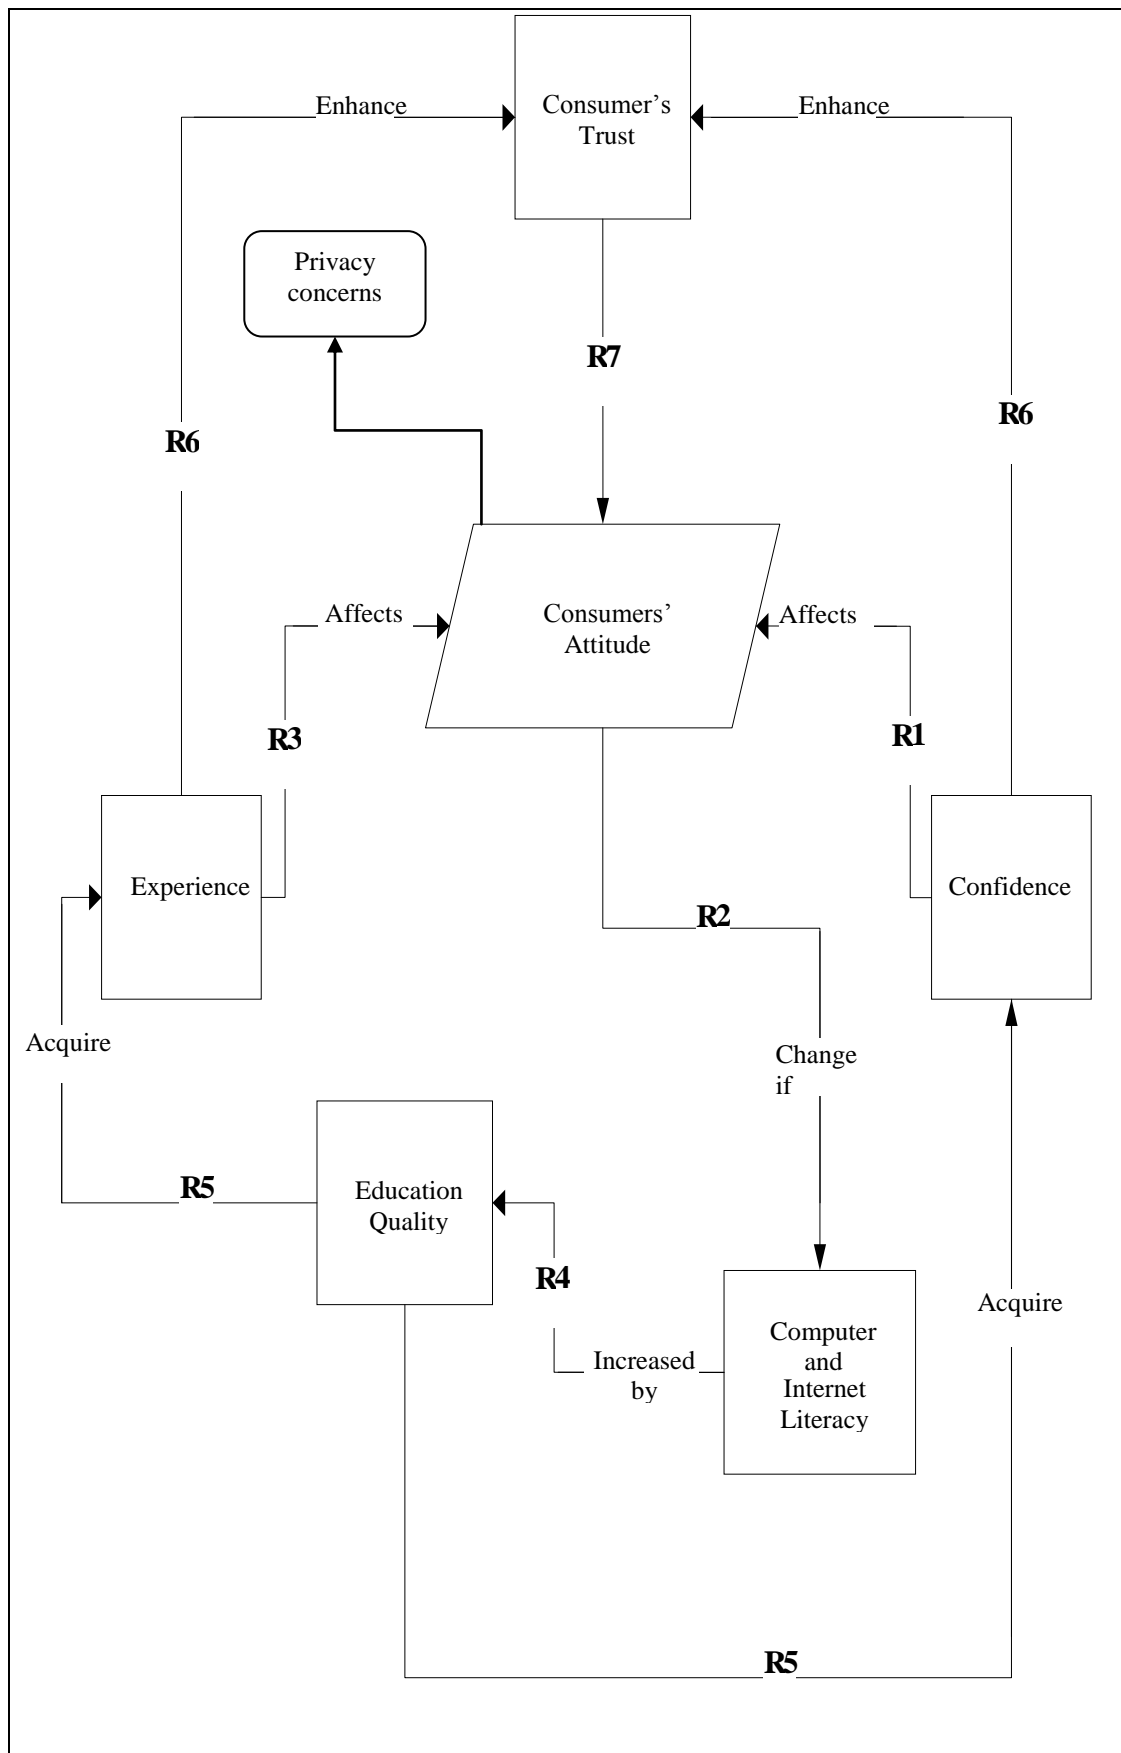 Enhance
Consumer’s
Trust
Enhance
Privacy
concerns
R7
R6
R6
Affects
Consumers’
Attitude
Affects
R3
R1
Experience
Confidence
R2
Acquire
Change
if
R5
Education
Quality
R4
Acquire
Increased
by
Computer
and
Internet
Literacy
R5